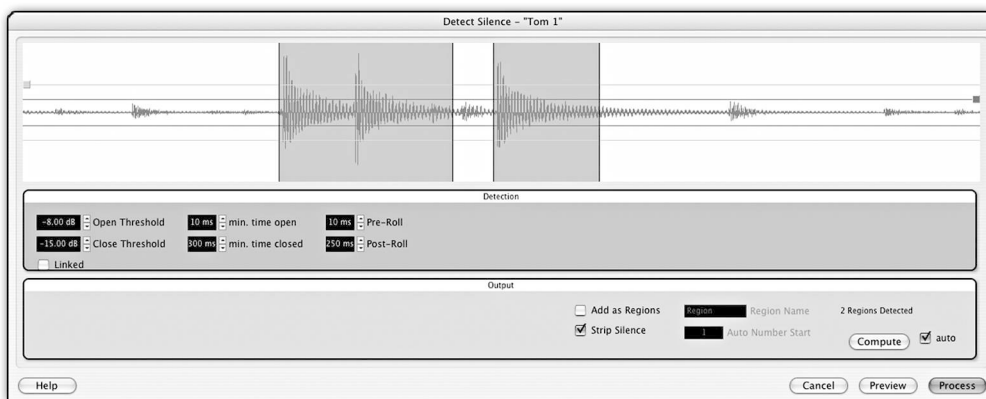 Detect Silence - "Tom 1"
Detection
-8.00 dB Open Threshold 10 ms min. time open 10 ms Pre-Roll
-15.00 dB Close Threshold 300 ms min. time closed 250 ms Post-Roll
Linked
Output
Add as Regions Region Region Name 2 Regions Detected
Strip Silence 1 Auto Number Start
Compute auto
Help Cancel Preview Process